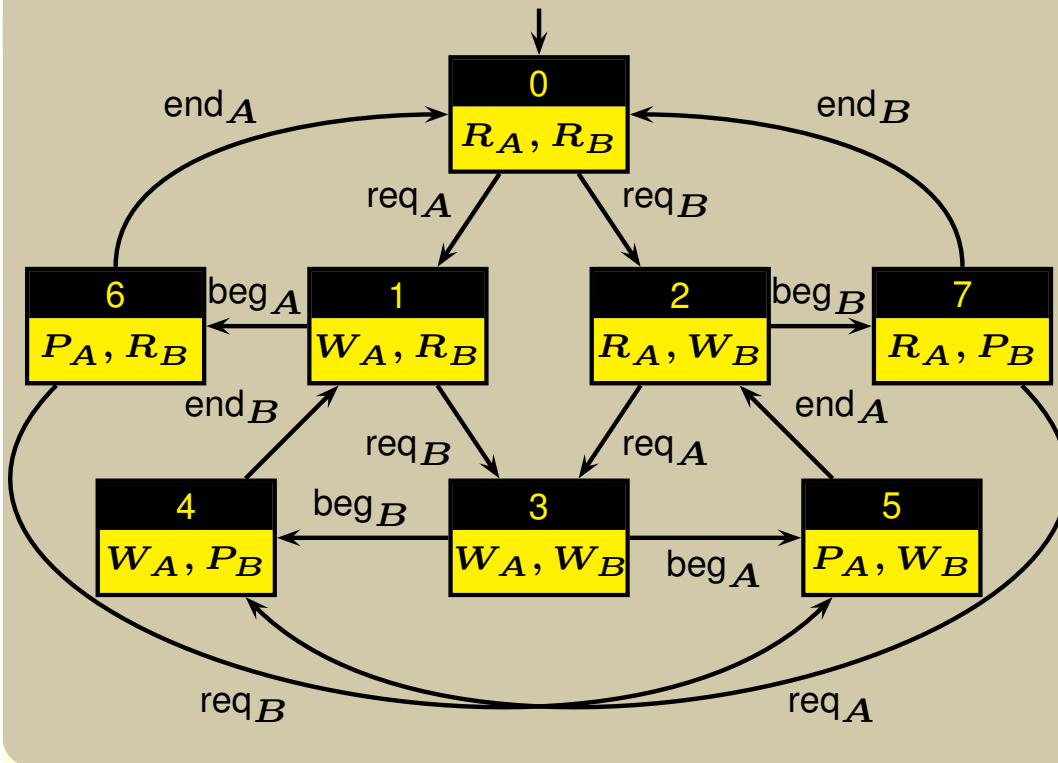 0
end_A
end_B
R_A, R_B
req_A
req_B
6
beg_A
1
2
beg_B
7
P_A, R_B
W_A, R_B
R_A, W_B
R_A, P_B
end_B
end_A
req_B
req_A
4
beg_B
3
5
W_A, P_B
W_A, W_B
beg_A
P_A, W_B
req_B
req_A